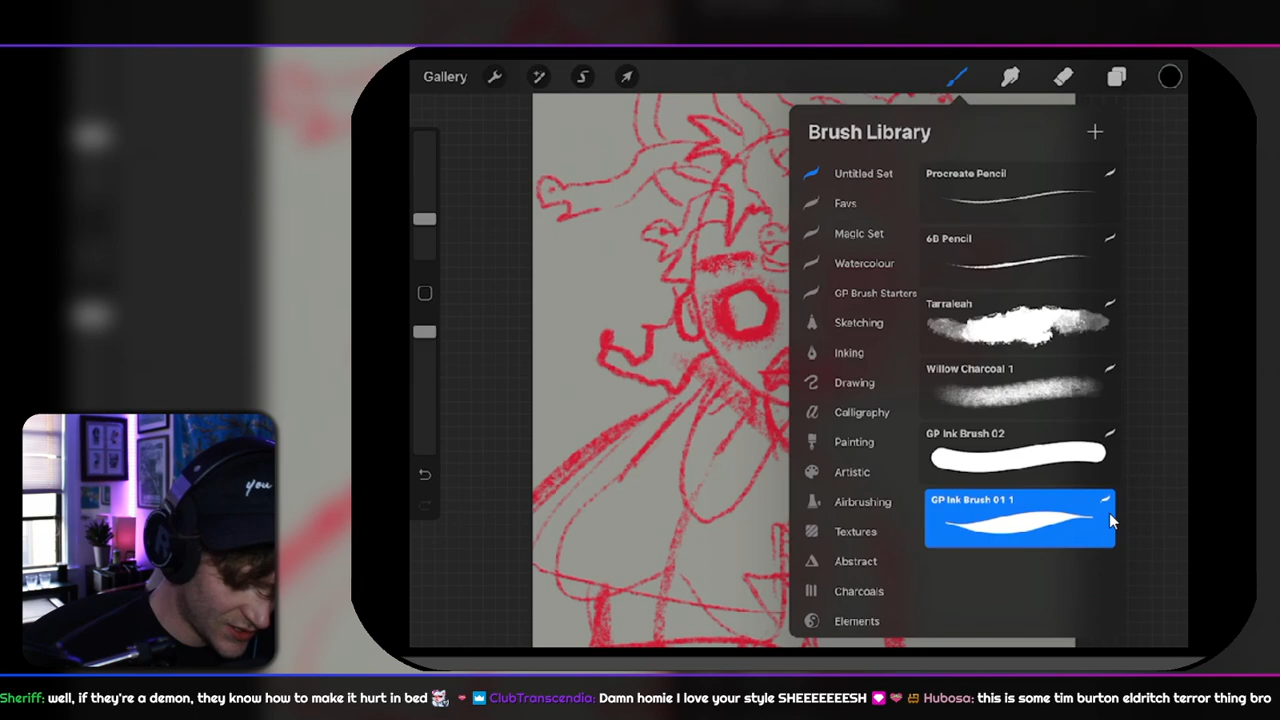 Gallery
Brush Library
Untitled Set
Favs
Magic Set
Watercolour
GP Brush Starters
Sketching
Inking
Drawing
Calligraphy
Painting
Artistic
Airbrushing
Textures
Abstract
Charcoals
Elements
Procreate Pencil
6B Pencil
Tarraleah
Willow Charcoal 1
GP Ink Brush 02
GP Ink Brush 01 1
you
Sheriff: well, if they're a demon, they know how to make it hurt in bed ClubTranscendia: Damn homie I love your style SHEEEEEEESH Hubosa: this is some tim burton eldritch terror thing bro